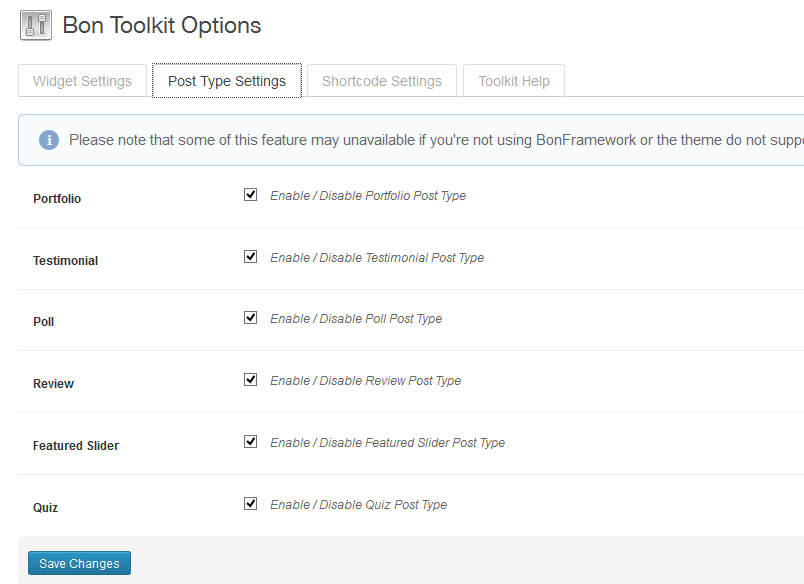 Bon Toolkit Options
Widget Settings Post Type Settings Shortcode Settings Toolkit Help
Please note that some of this feature may unavailable if you're not using BonFramework or the theme do not supp
Portfolio Enable / Disable Portfolio Post Type
Testimonial Enable / Disable Testimonial Post Type
Poll Enable / Disable Poll Post Type
Review Enable / Disable Review Post Type
Featured Slider Enable / Disable Featured Slider Post Type
Quiz Enable / Disable Quiz Post Type
Save Changes